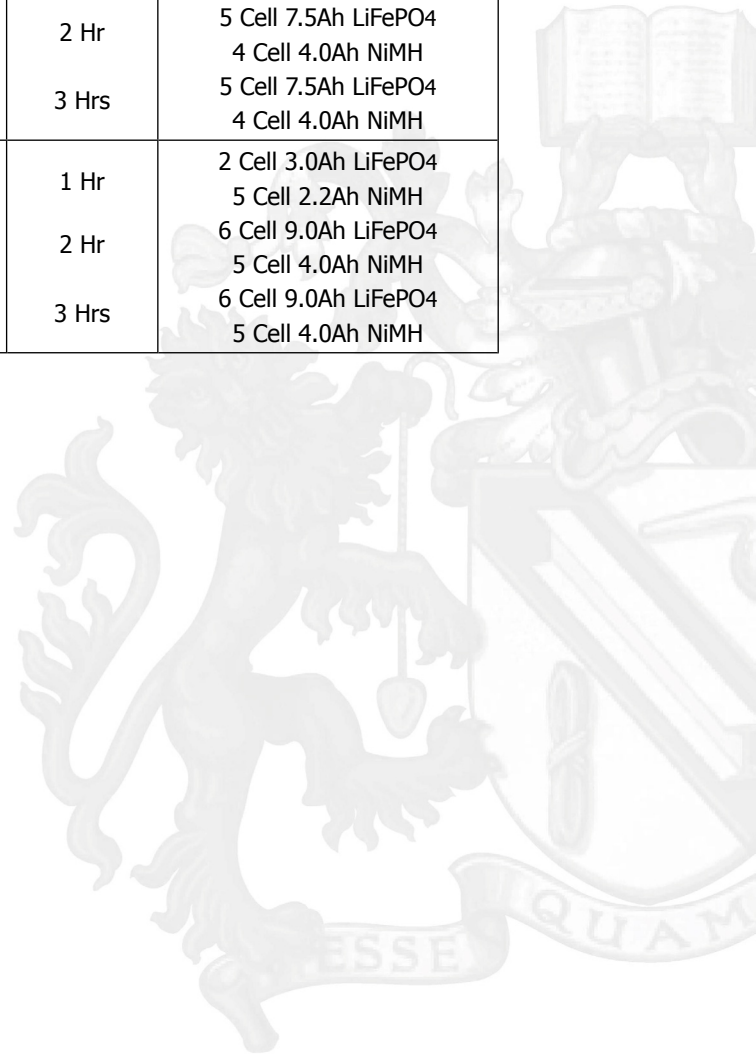 2 Hr
5 Cell 7.5Ah LiFePO4
4 Cell 4.0Ah NiMH
3 Hrs
5 Cell 7.5Ah LiFePO4
4 Cell 4.0Ah NiMH
1 Hr
2 Cell 3.0Ah LiFePO4
5 Cell 2.2Ah NiMH
2 Hr
6 Cell 9.0Ah LiFePO4
5 Cell 4.0Ah NiMH
3 Hrs
6 Cell 9.0Ah LiFePO4
5 Cell 4.0Ah NiMH
ESSE QUAM